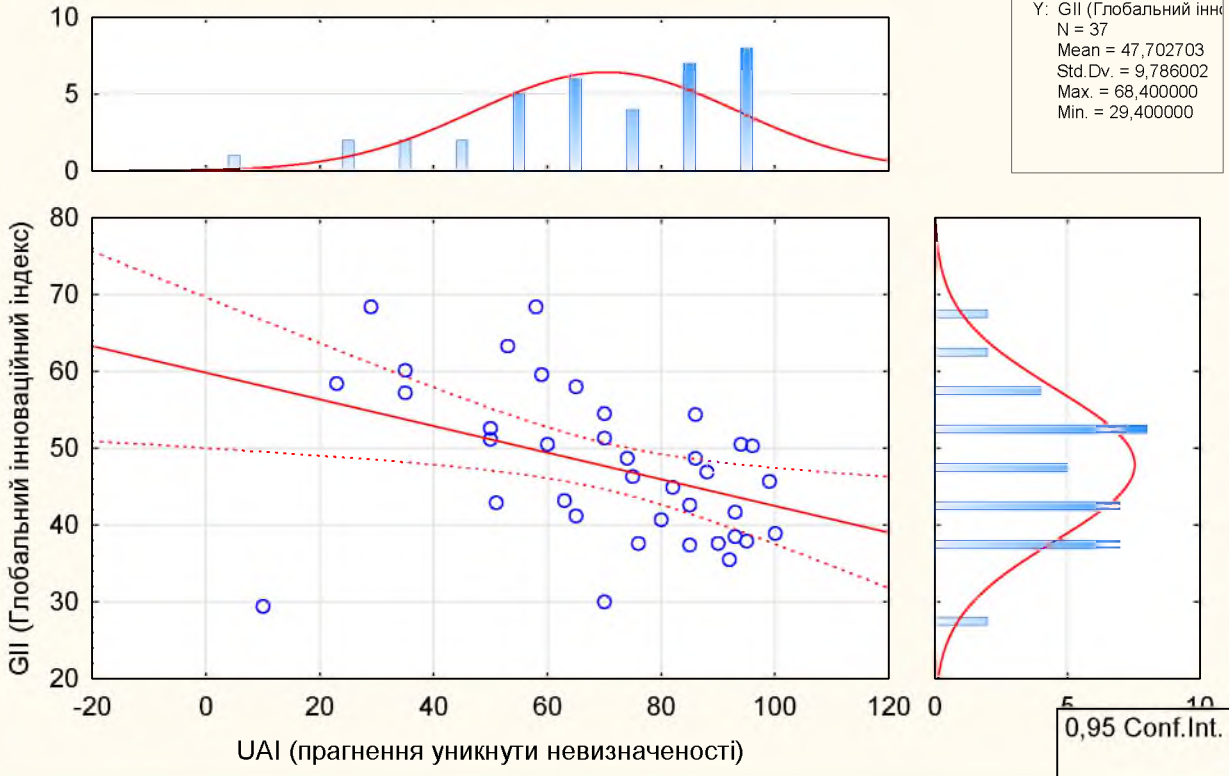 10
5
0
Y: GII (Глобальний інн
N = 37
Mean = 47,702703
Std.Dv. = 9,786002
Max. = 68,400000
Min. = 29,400000
GII (Глобальний інноваційний індекс)
80
70
60
50
40
30
20
-20 0 20 40 60 80 100 120
0 5 10
UAI (прагнення уникнути невизначеності)
0,95 Conf.Int.